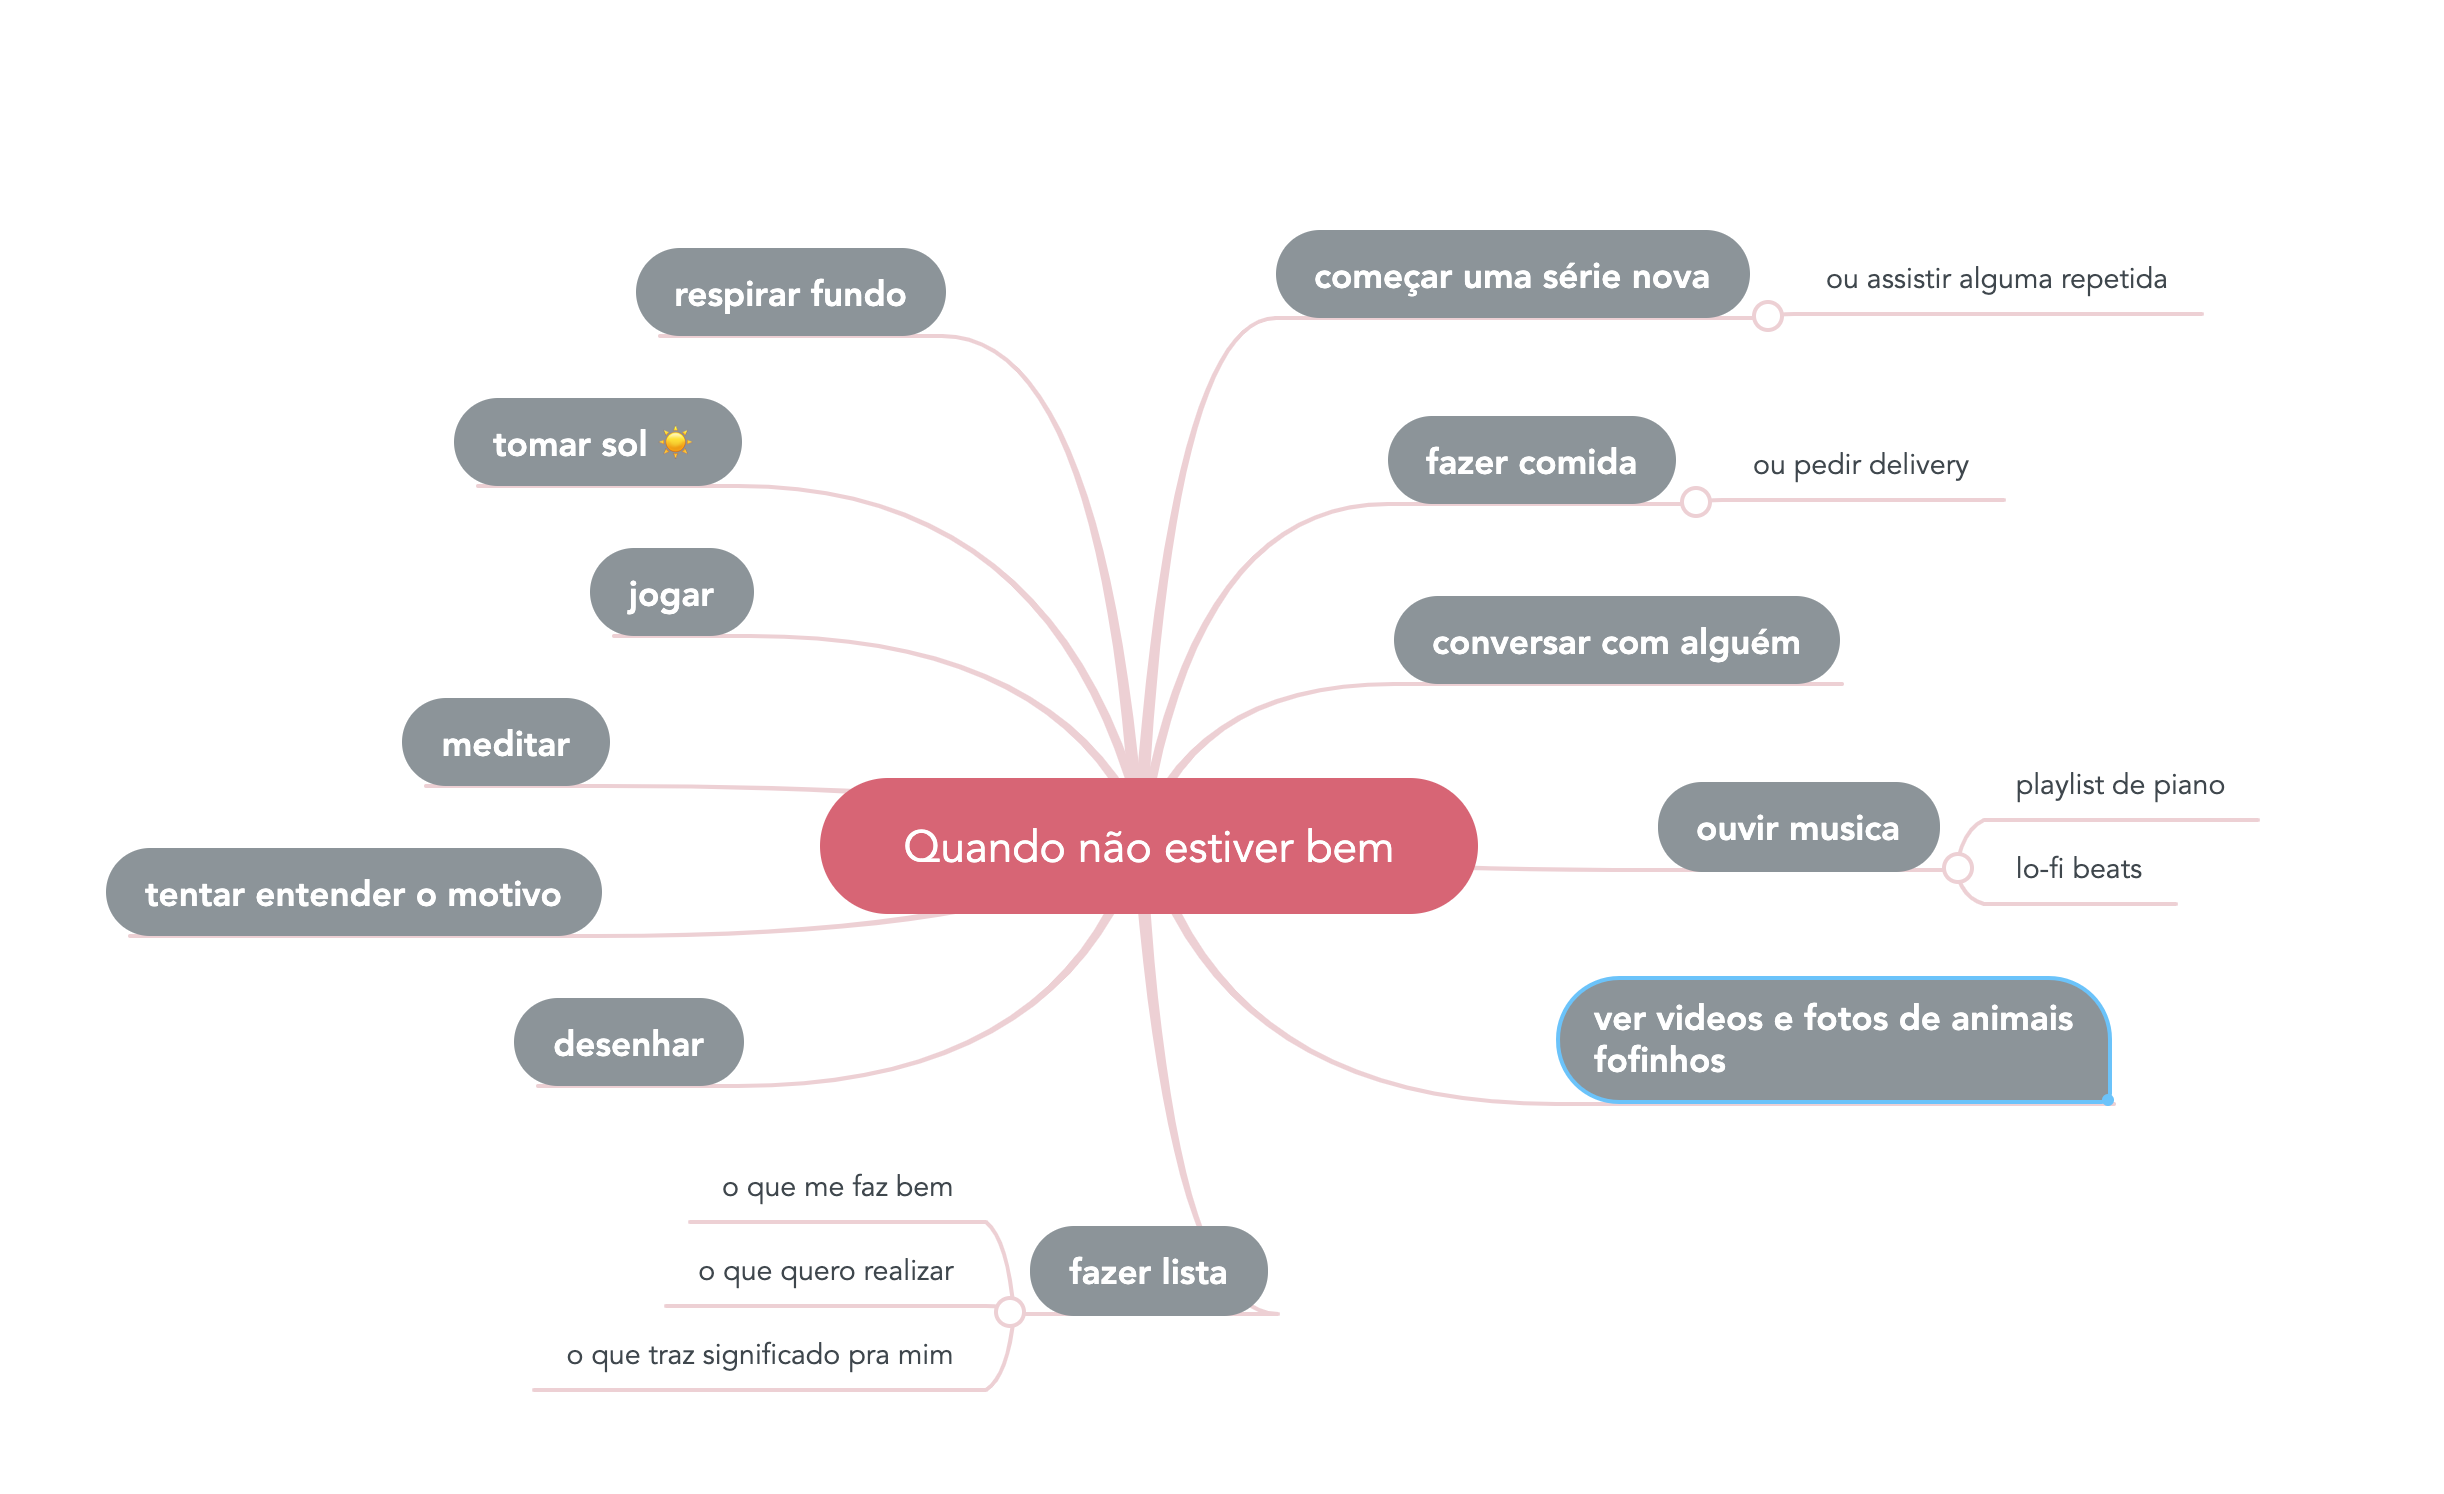 Quando não estiver bem
respirar fundo
tomar sol ☀️
jogar
meditar
tentar entender o motivo
desenhar
fazer lista
o que me faz bem
o que quero realizar
o que traz significado pra mim
começar uma série nova
ou assistir alguma repetida
fazer comida
ou pedir delivery
conversar com alguém
ouvir musica
playlist de piano
lo-fi beats
ver videos e fotos de animais
fofinhos